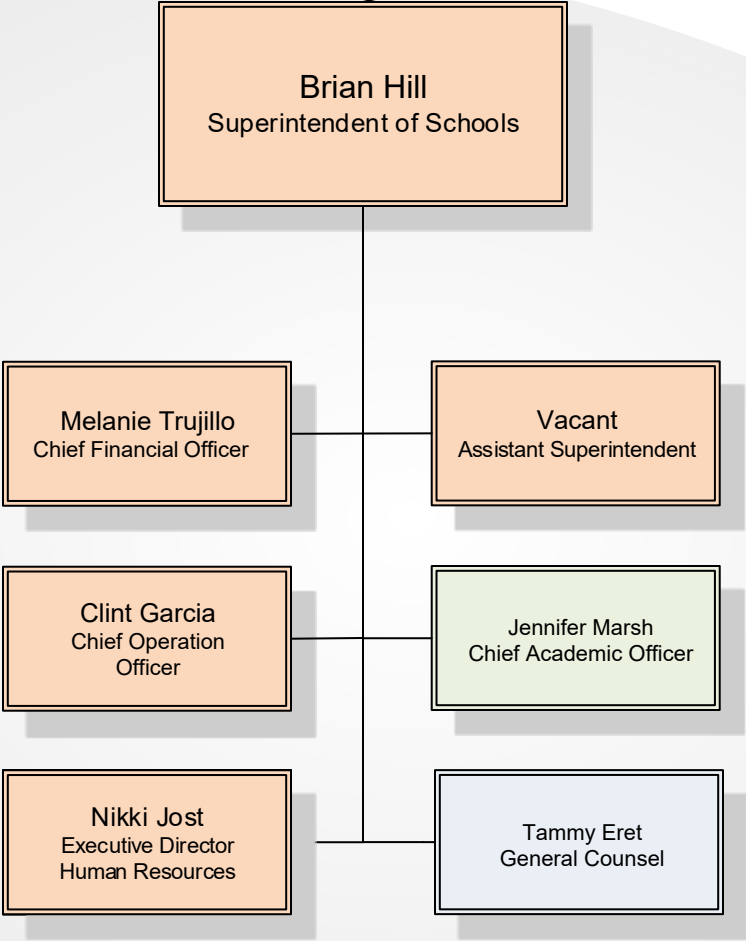 Brian Hill
Superintendent of Schools
Melanie Trujillo
Chief Financial Officer
Vacant
Assistant Superintendent
Clint Garcia
Chief Operation
Officer
Jennifer Marsh
Chief Academic Officer
Nikki Jost
Executive Director
Human Resources
Tammy Eret
General Counsel